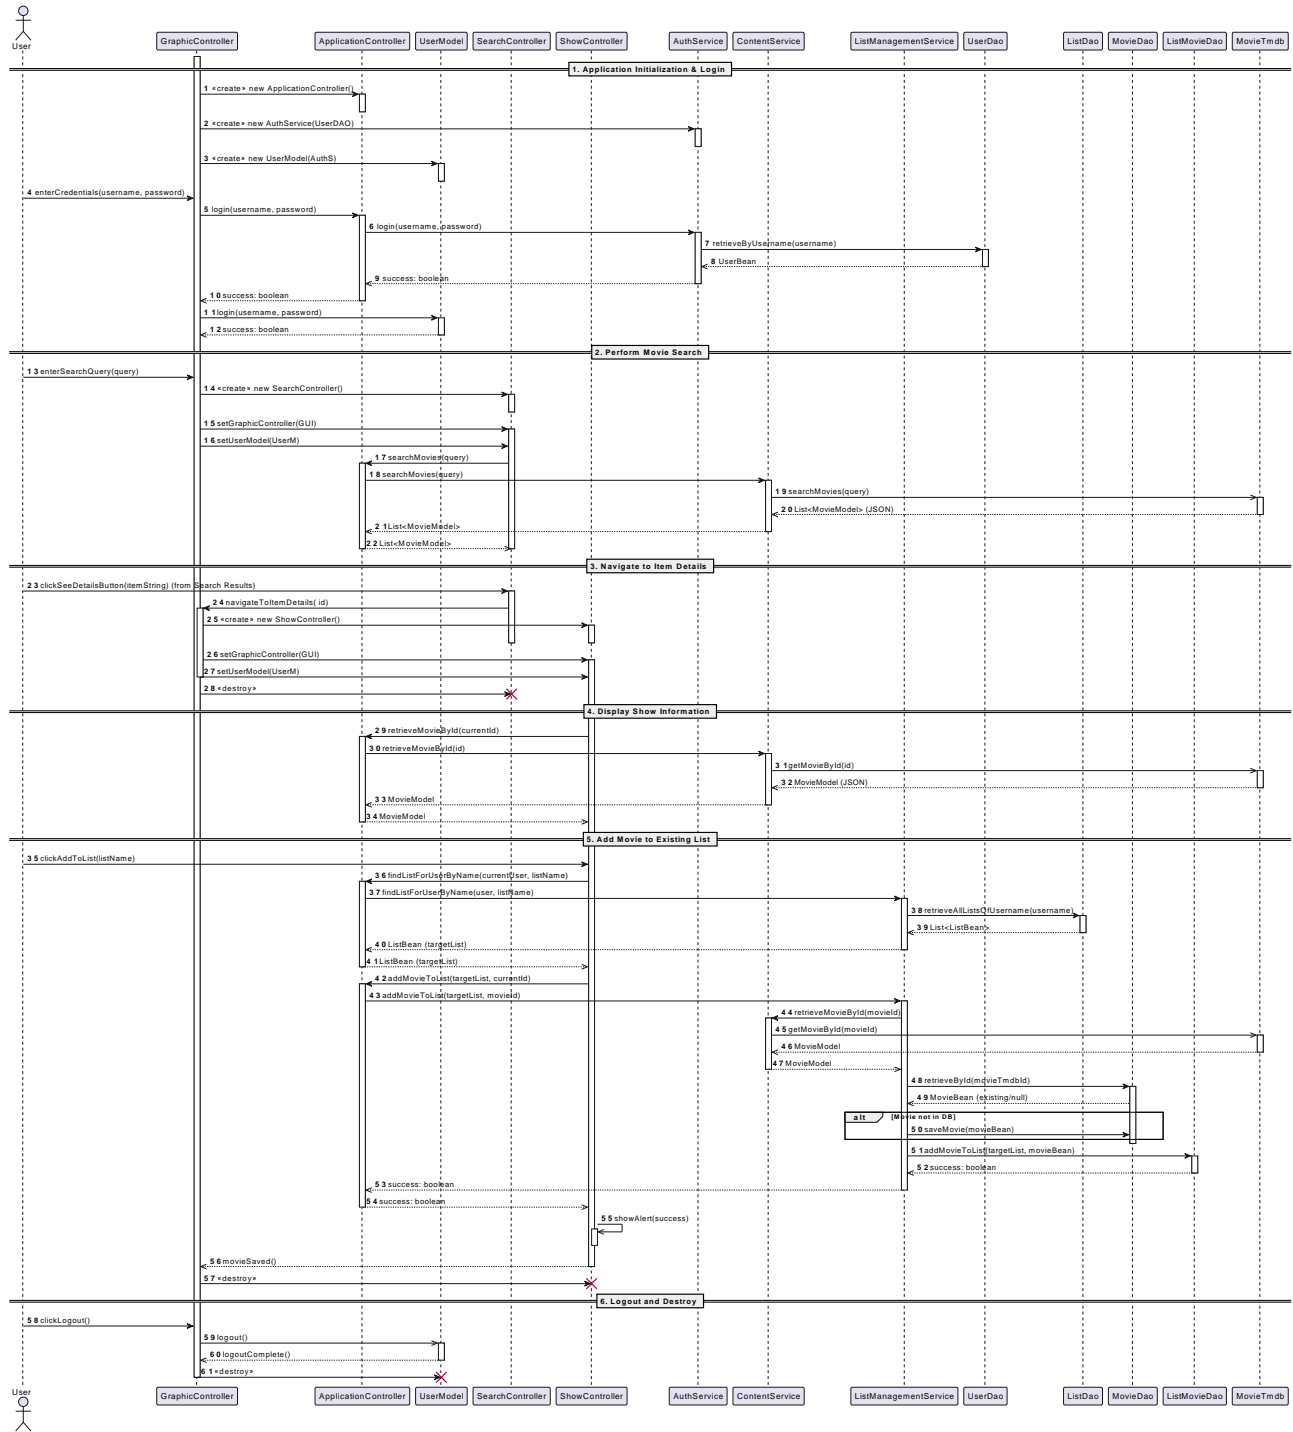 User
GraphicController
ApplicationController
UserModel
SearchController
ShowController
AuthService
ContentService
ListManagementService
UserDao
ListDao
MovieDao
ListMovieDao
MovieTmdb
1. Application Initialization & Login
1 «create» new ApplicationController()
2 «create» new AuthService(UserDAO)
3 «create» new UserModel(AuthS)
4 enterCredentials(username, password)
5 login(username, password)
6 login(username, password)
7 retrieveByUsername(username)
8 UserBean
9 success: boolean
10 success: boolean
11 login(username, password)
12 success: boolean
2. Perform Movie Search
13 enterSearchQuery(query)
14 «create» new SearchController()
15 setGraphicController(GUI)
16 setUserModel(UserM)
17 searchMovies(query)
18 searchMovies(query)
19 searchMovies(query)
20 List<MovieModel> (JSON)
21 List<MovieModel>
22 List<MovieModel>
3. Navigate to Item Details
23 clickSeeDetailsButton(itemString) (from Search Results)
24 navigateToItemDetails( id)
25 «create» new ShowController()
26 setGraphicController(GUI)
27 setUserModel(UserM)
28 «destroy»
4. Display Show Information
29 retrieveMovieById(currentId)
30 retrieveMovieById(id)
31 getMovieById(id)
32 MovieModel (JSON)
33 MovieModel
34 MovieModel
5. Add Movie to Existing List
35 clickAddToList(listName)
36 findListForUserByName(currentUser, listName)
37 findListForUserByName(user, listName)
38 retrieveAllListsOfUsername(username)
39 List<ListBean>
40 ListBean (targetList)
41 ListBean (targetList)
42 addMovieToList(targetList, currentId)
43 addMovieToList(targetList, movieId)
44 retrieveMovieById(movieId)
45 getMovieById(movieId)
46 MovieModel
47 MovieModel
48 retrieveById(movieTmdbId)
49 MovieBean (existing/null)
alt [Movie not in DB]
50 saveMovie(movieBean)
51 addMovieToList(targetList, movieBean)
52 success: boolean
53 success: boolean
54 success: boolean
55 showAlert(success)
56 movieSaved()
57 «destroy»
6. Logout and Destroy
58 clickLogout()
59 logout()
60 logoutComplete()
61 «destroy»
User
GraphicController
ApplicationController
UserModel
SearchController
ShowController
AuthService
ContentService
ListManagementService
UserDao
ListDao
MovieDao
ListMovieDao
MovieTmdb